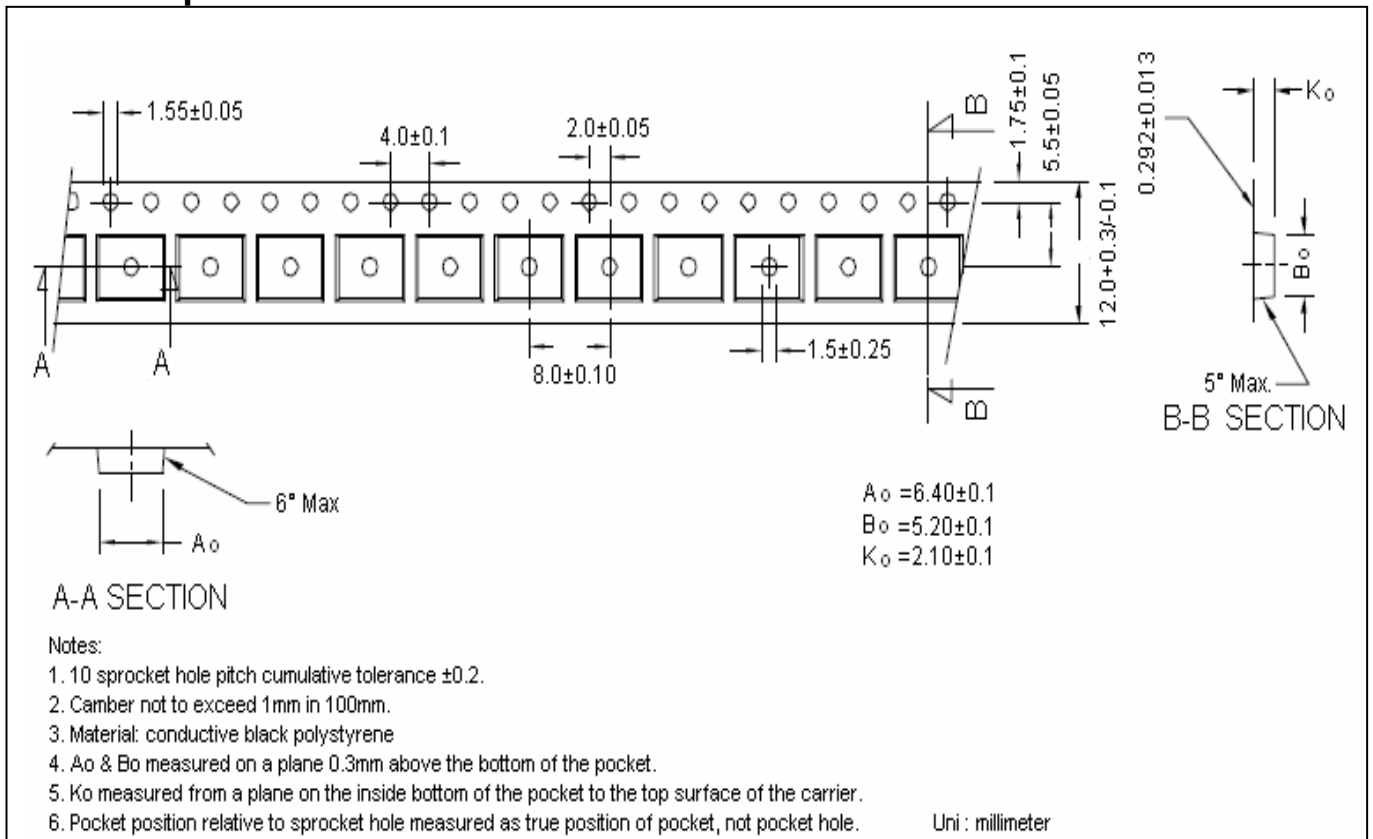 1.55±0.05
4.0±0.1
2.0±0.05
B
1.75±0.1
5.5±0.05
0.292±0.013
Ko
12.0+0.3/-0.1
Bo
A
A
8.0±0.10
1.5±0.25
B
5° Max.
B-B SECTION
6° Max
Ao
A-A SECTION
Ao =6.40±0.1
Bo =5.20±0.1
Ko =2.10±0.1
Notes:
1. 10 sprocket hole pitch cumulative tolerance ±0.2.
2. Camber not to exceed 1mm in 100mm.
3. Material: conductive black polystyrene
4. Ao & Bo measured on a plane 0.3mm above the bottom of the pocket.
5. Ko measured from a plane on the inside bottom of the pocket to the top surface of the carrier.
6. Pocket position relative to sprocket hole measured as true position of pocket, not pocket hole. Uni : millimeter